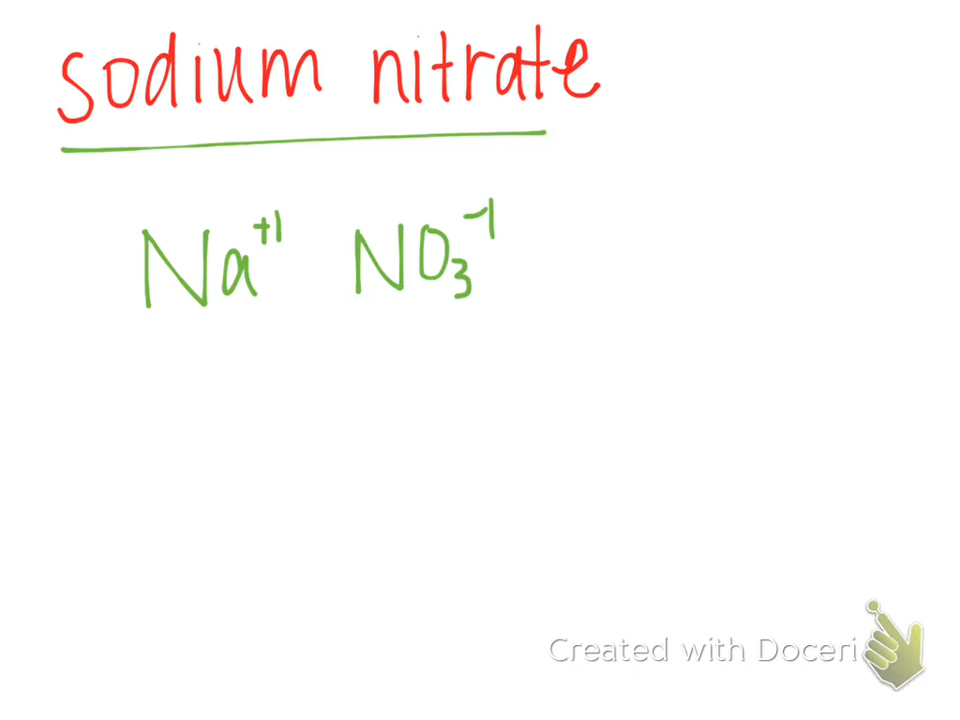 sodium nitrate
Na⁺¹ NO₃⁻¹
Created with Doceri